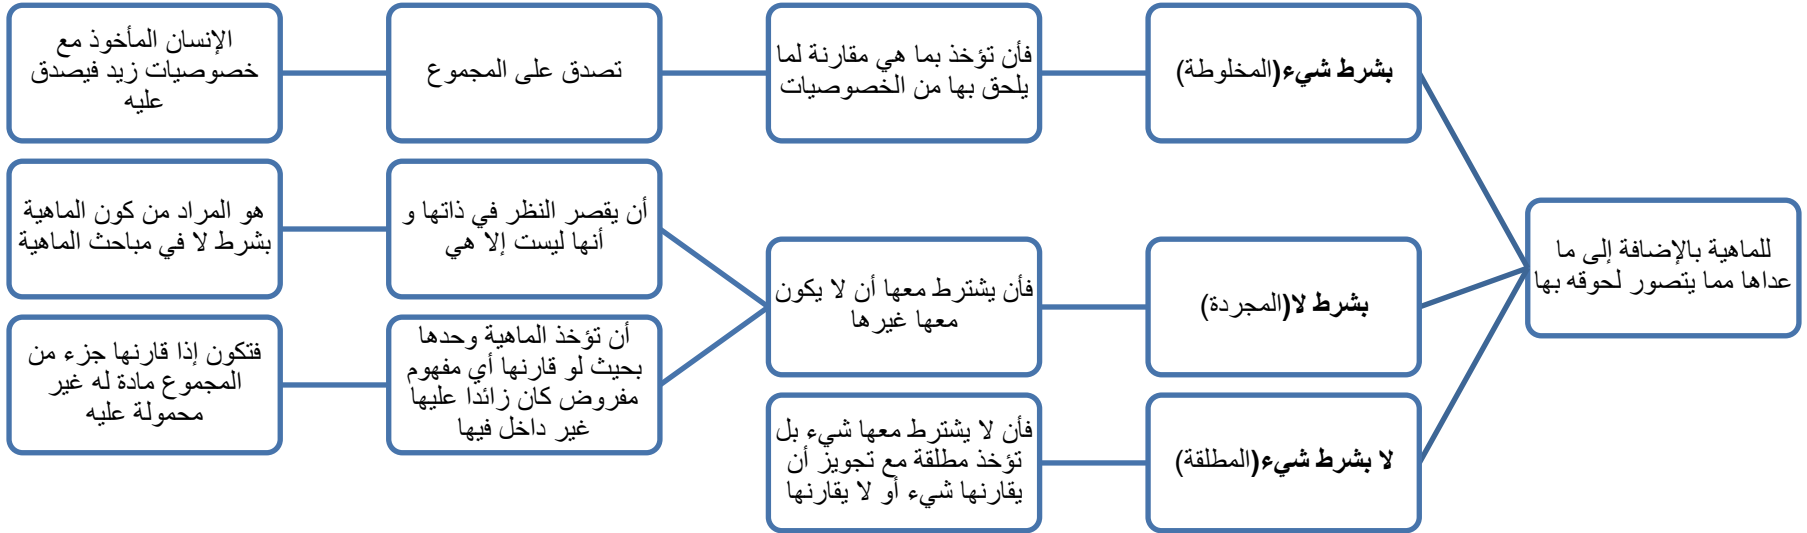 للماهية بالإضافة إلى ما
عداها مما يتصور لحوقه بها
بشرط شيء(المخلوطة)
فأن تؤخذ بما هي مقارنة لما
يلحق بها من الخصوصيات
تصدق على المجموع
الإنسان المأخوذ مع
خصوصيات زيد فيصدق
عليه
بشرط لا(المجردة)
فأن يشترط معها أن لا يكون
معها غيرها
أن يقصر النظر في ذاتها و
أنها ليست إلا هي
هو المراد من كون الماهية
بشرط لا في مباحث الماهية
أن تؤخذ الماهية وحدها
بحيث لو قارنها أي مفهوم
مفروض كان زائدا عليها
غير داخل فيها
فتكون إذا قارنها جزء من
المجموع مادة له غير
محمولة عليه
لا بشرط شيء(المطلقة)
فأن لا يشترط معها شيء بل
تؤخذ مطلقة مع تجويز أن
يقارنها شيء أو لا يقارنها